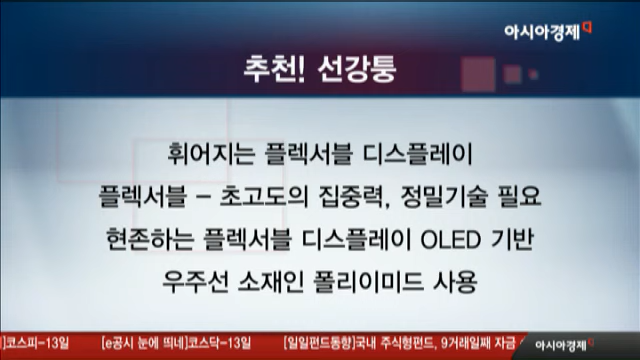 아시아경제
추천! 선강퉁
휘어지는 플렉서블 디스플레이
플렉서블 – 초고도의 집중력, 정밀기술 필요
현존하는 플렉서블 디스플레이 OLED 기반
우주선 소재인 폴리이미드 사용
]코스피-13일 [e공시 눈에 띄네]코스닥-13일 [일일펀드동향]국내 주식형펀드, 9거래일째 자금 아시아경제